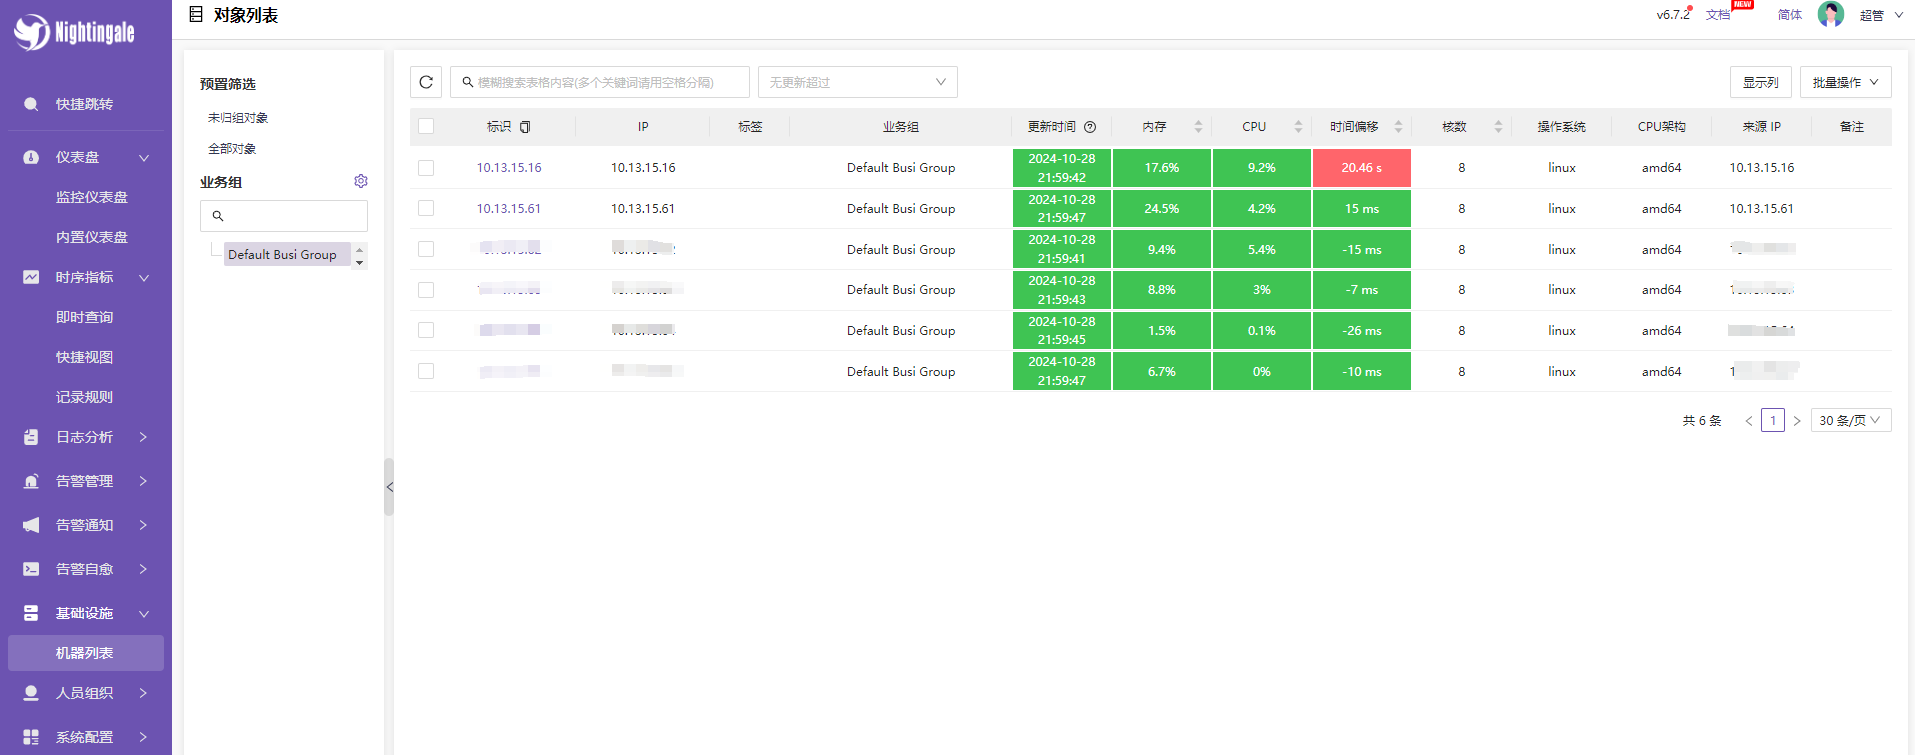 Nightingale
快捷跳转
仪表盘
监控仪表盘
内置仪表盘
时序指标
即时查询
快捷视图
记录规则
日志分析
告警管理
告警通知
告警自愈
基础设施
机器列表
人员组织
系统配置
对象列表
v6.7.2 文档 NEW 简体 超管
预置筛选
未归组对象
全部对象
业务组
Default Busi Group
模糊搜索表格内容(多个关键词请用空格分隔) 无更新超过 显示列 批量操作
标识 IP 标签 业务组 更新时间 内存 CPU 时间偏移 核数 操作系统 CPU架构 来源 IP 备注
10.13.15.16 10.13.15.16 Default Busi Group 2024-10-28 21:59:42 17.6% 9.2% 20.46 s 8 linux amd64 10.13.15.16
10.13.15.61 10.13.15.61 Default Busi Group 2024-10-28 21:59:47 24.5% 4.2% 15 ms 8 linux amd64 10.13.15.61
Default Busi Group 2024-10-28 21:59:41 9.4% 5.4% -15 ms 8 linux amd64
Default Busi Group 2024-10-28 21:59:43 8.8% 3% -7 ms 8 linux amd64
Default Busi Group 2024-10-28 21:59:45 1.5% 0.1% -26 ms 8 linux amd64
Default Busi Group 2024-10-28 21:59:47 6.7% 0% -10 ms 8 linux amd64
共 6 条 1 30 条/页